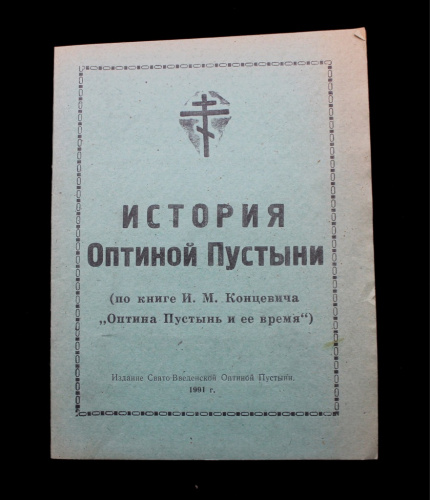 ИСТОРИЯ
Оптиной Пустыни
(по книге И. М. Концевича
„Оптина Пустынь и ее время“)
Издание Свято-Введенской Оптиной Пустыни.
1991 г.